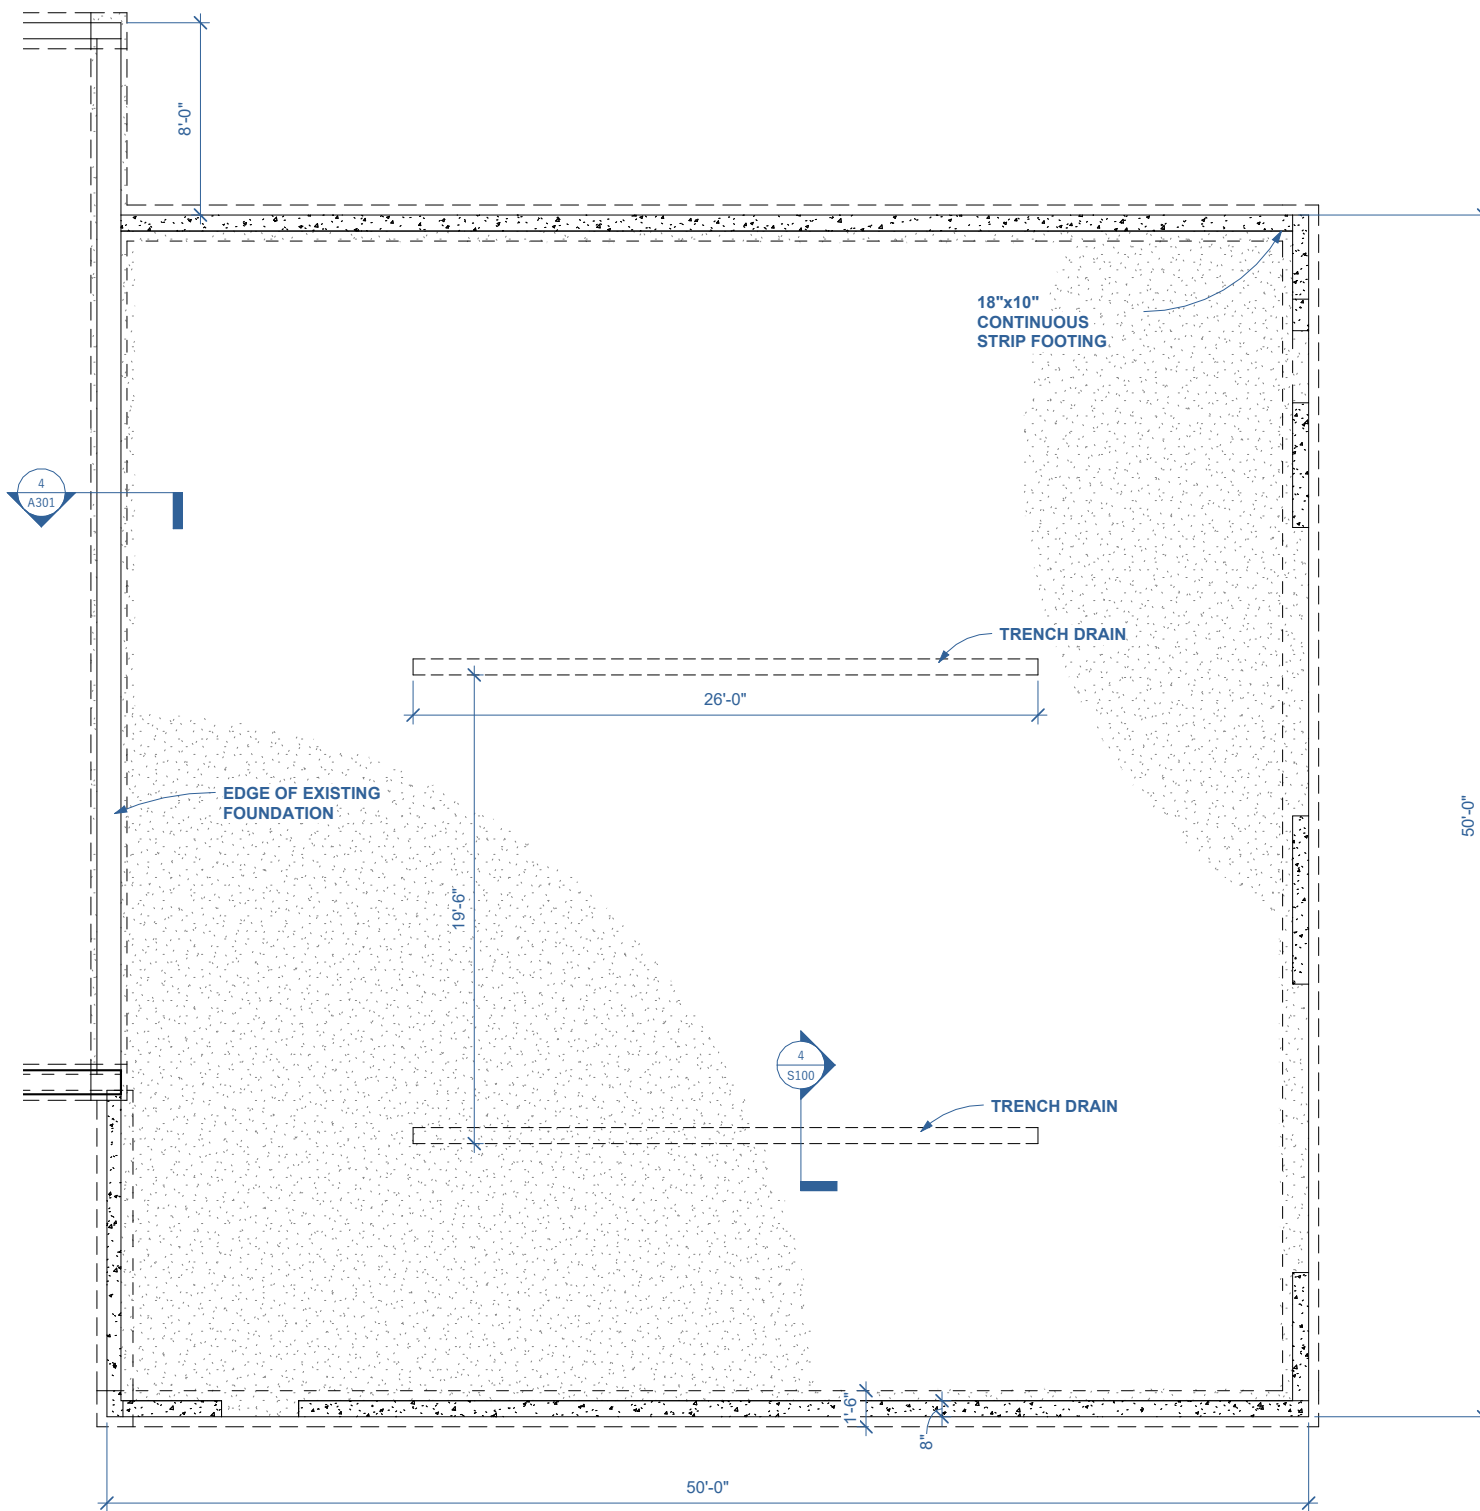 8'-0"
18"x10"
CONTINUOUS
STRIP FOOTING
4
A301
TRENCH DRAIN
26'-0"
EDGE OF EXISTING
FOUNDATION
50'-0"
19'-6"
4
S100
TRENCH DRAIN
1'-6"
8"
50'-0"